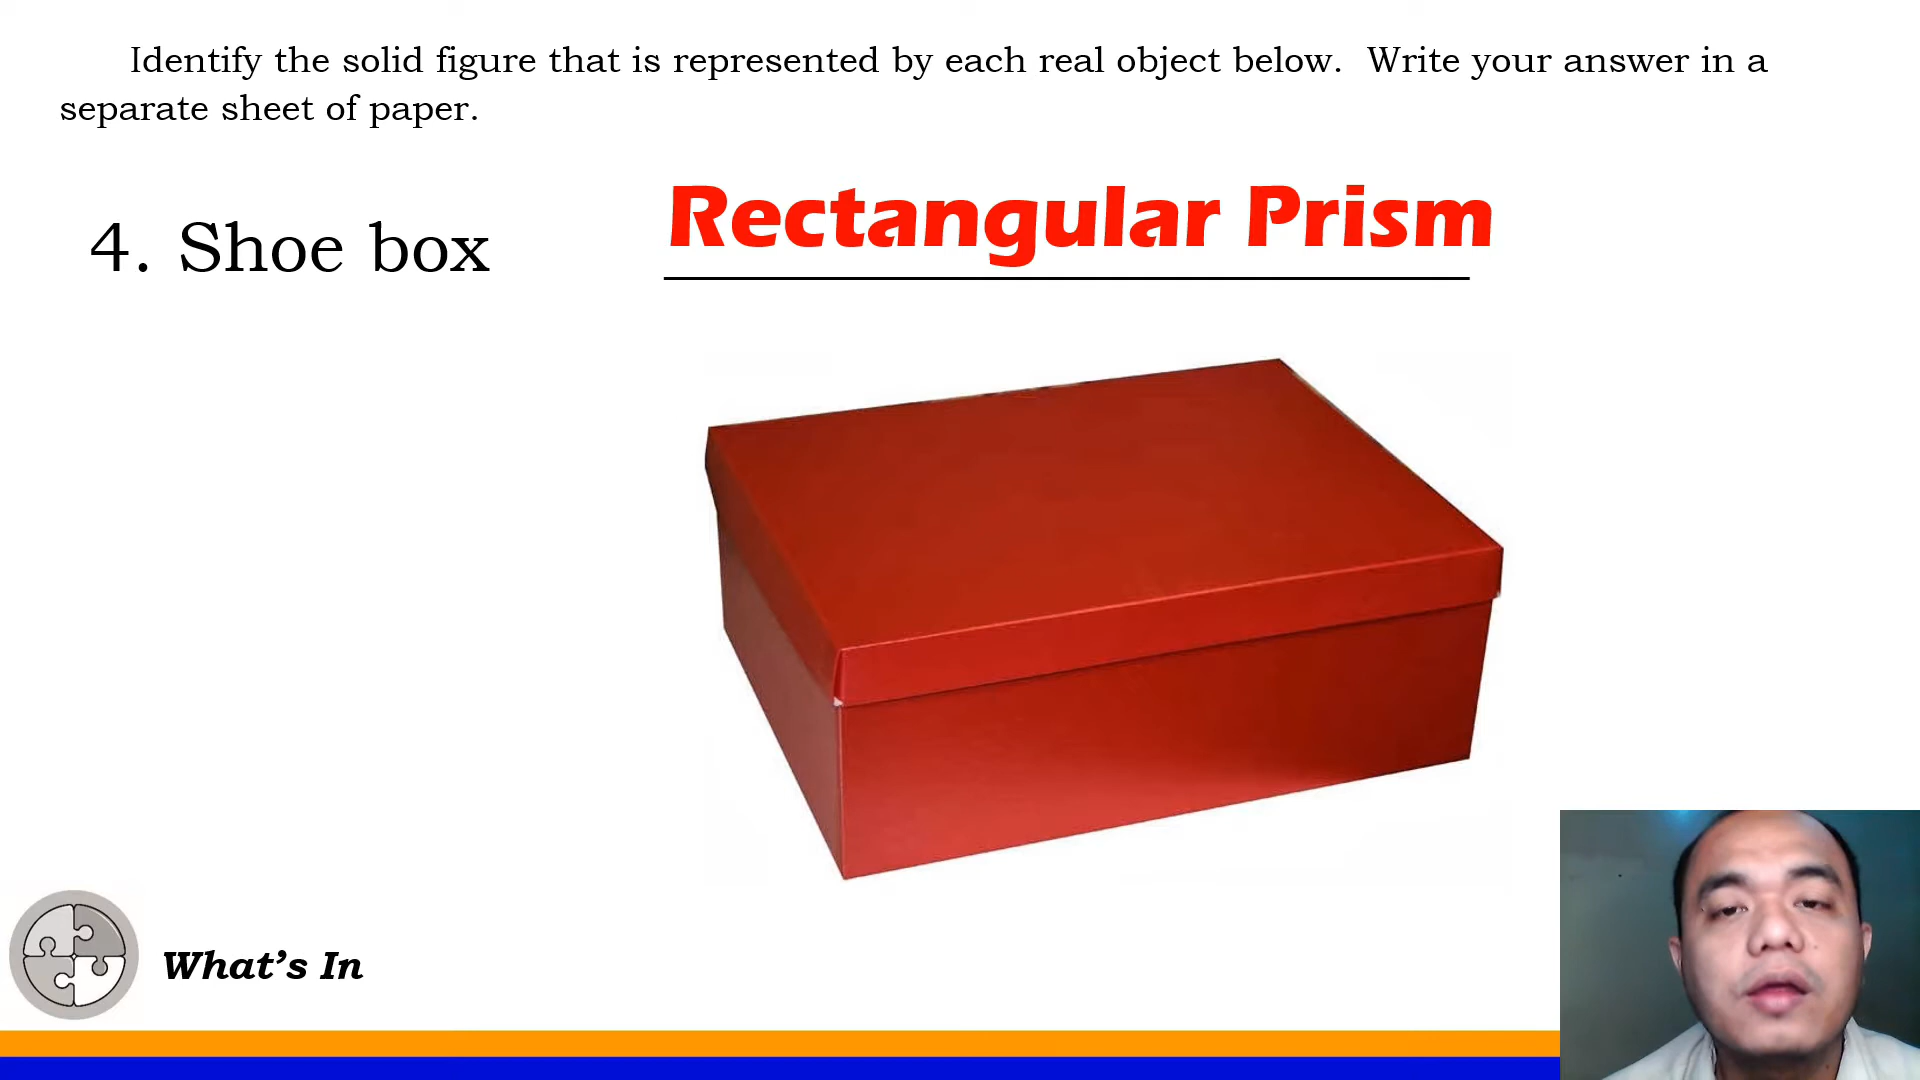 Identify the solid figure that is represented by each real object below. Write your answer in a
separate sheet of paper.
Rectangular Prism
4. Shoe box
What's In